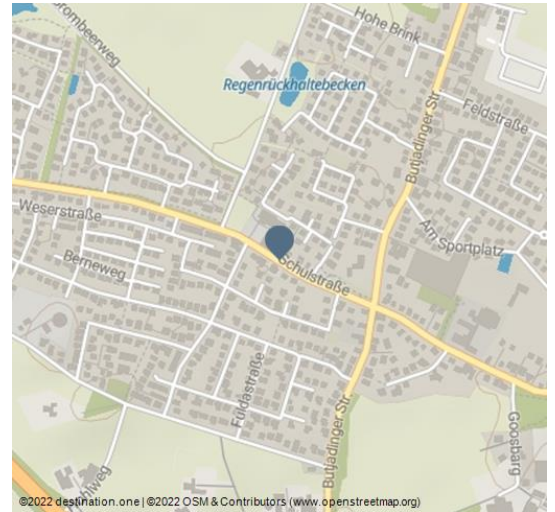 Brombeerweg
Hohe Brink
Regenrückhaltebecken
Butjadinger Str.
Feldstraße
Weserstraße
Am Sportplatz
Berneweg
Schulstraße
Fuldastraße
Butjadinger Str.
Goosbarg
©2022 destination.one | ©2022 OSM & Contributors (www.openstreetmap.org)